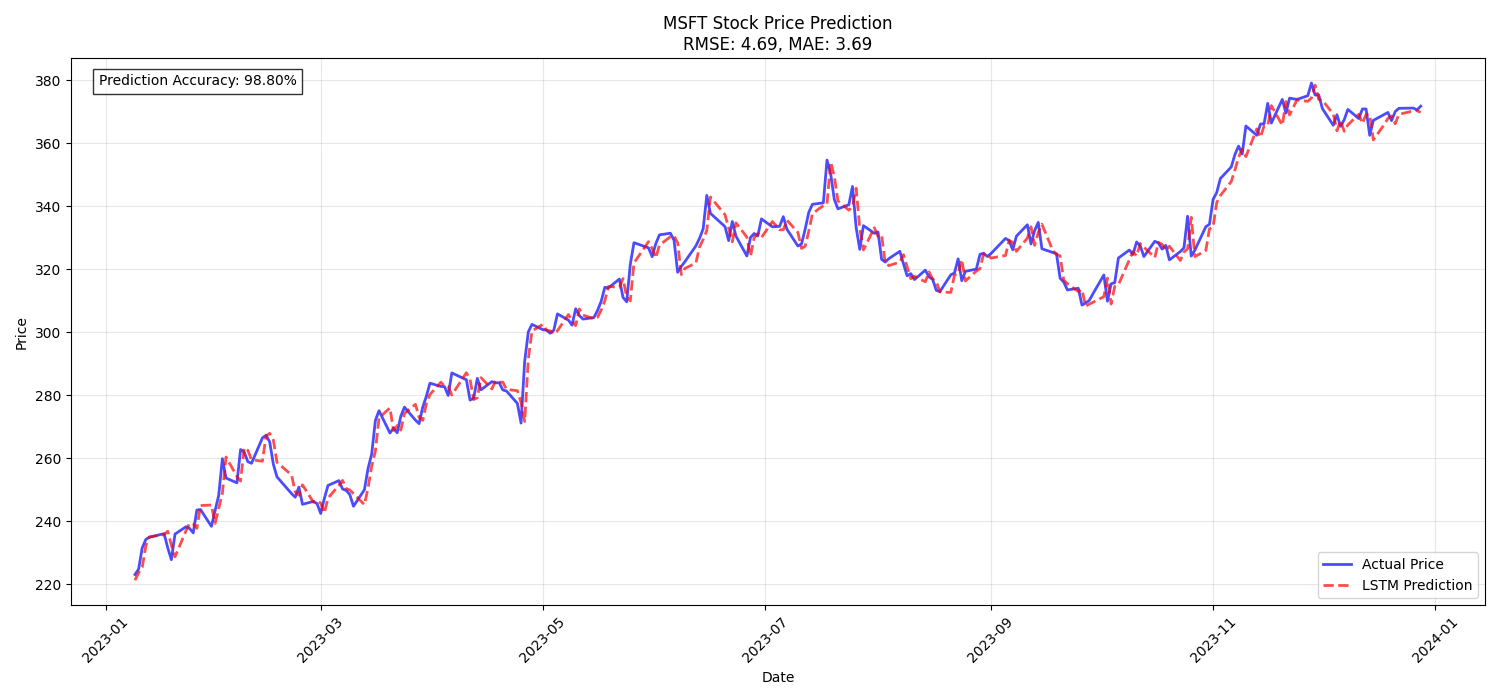 MSFT Stock Price Prediction
RMSE: 4.69, MAE: 3.69
Prediction Accuracy: 98.80%
380
360
340
320
300
280
260
240
220
Price
Actual Price
LSTM Prediction
2023-01
2023-03
2023-05
2023-07
2023-09
2023-11
2024-01
Date